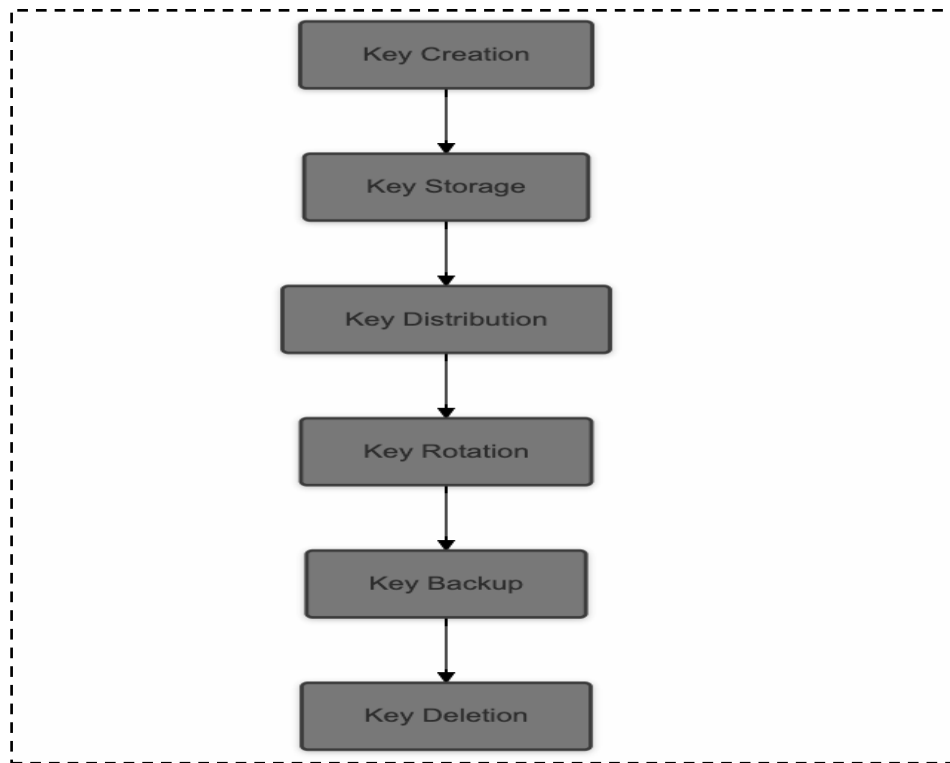 Key Creation
Key Storage
Key Distribution
Key Rotation
Key Backup
Key Deletion